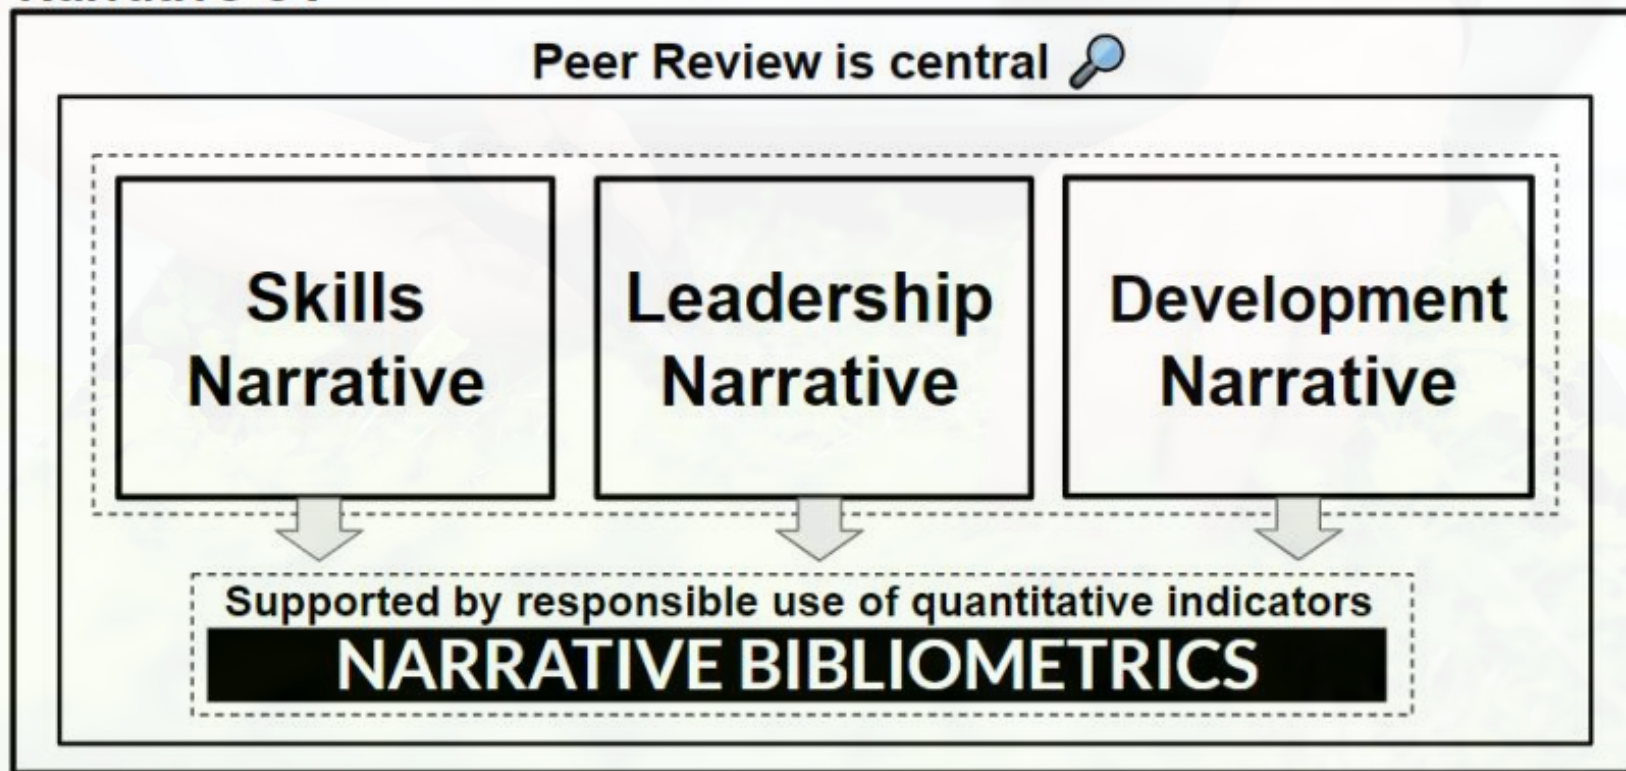 Peer Review is central
Skills
Narrative
Leadership
Narrative
Development
Narrative
Supported by responsible use of quantitative indicators
NARRATIVE BIBLIOMETRICS